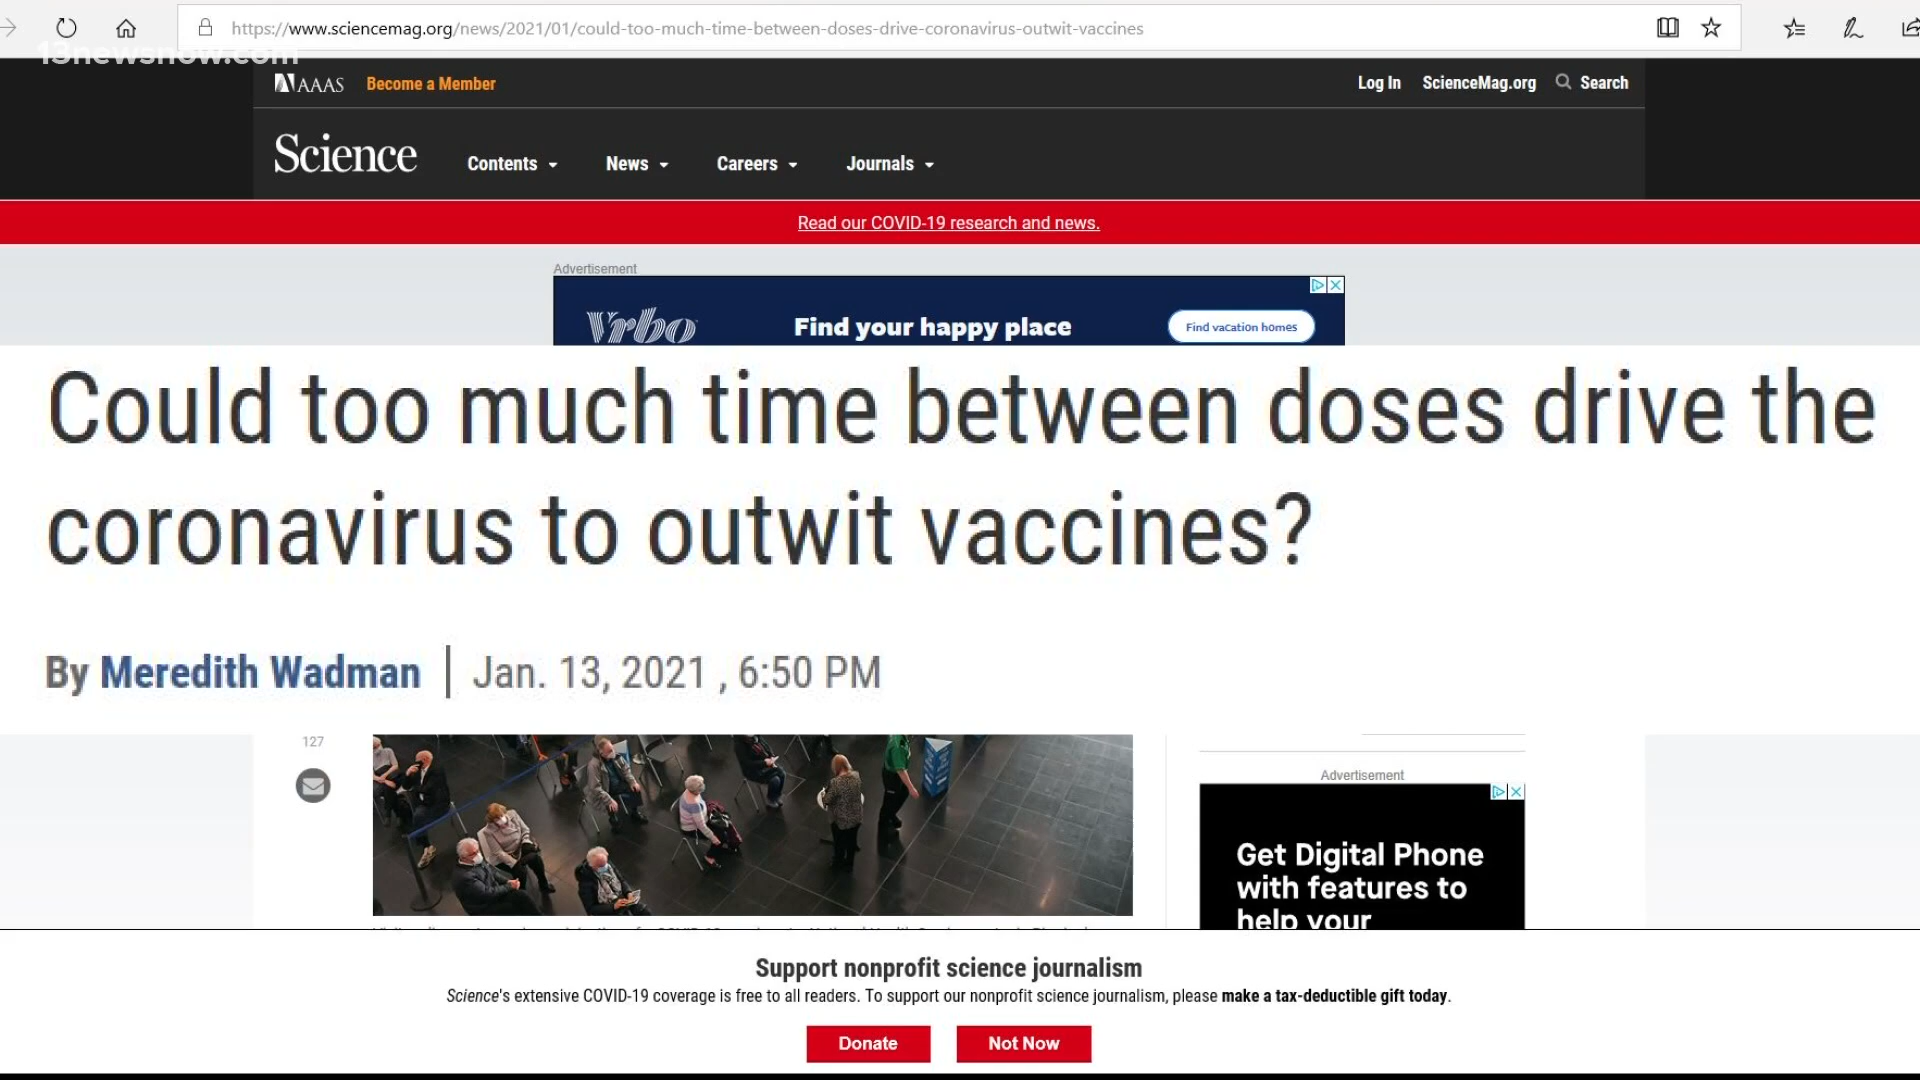 https://www.sciencemag.org/news/2021/01/could-too-much-time-between-doses-drive-coronavirus-outwit-vaccines
13newsnow.com
AAAS Become a Member Log In ScienceMag.org Search
Science Contents News Careers Journals
Read our COVID-19 research and news.
Advertisement
Vrbo Find your happy place Find vacation homes
Could too much time between doses drive the
coronavirus to outwit vaccines?
By Meredith Wadman | Jan. 13, 2021 , 6:50 PM
127
Advertisement
Get Digital Phone
with features to
help your
Support nonprofit science journalism
Science's extensive COVID-19 coverage is free to all readers. To support our nonprofit science journalism, please make a tax-deductible gift today.
Donate Not Now